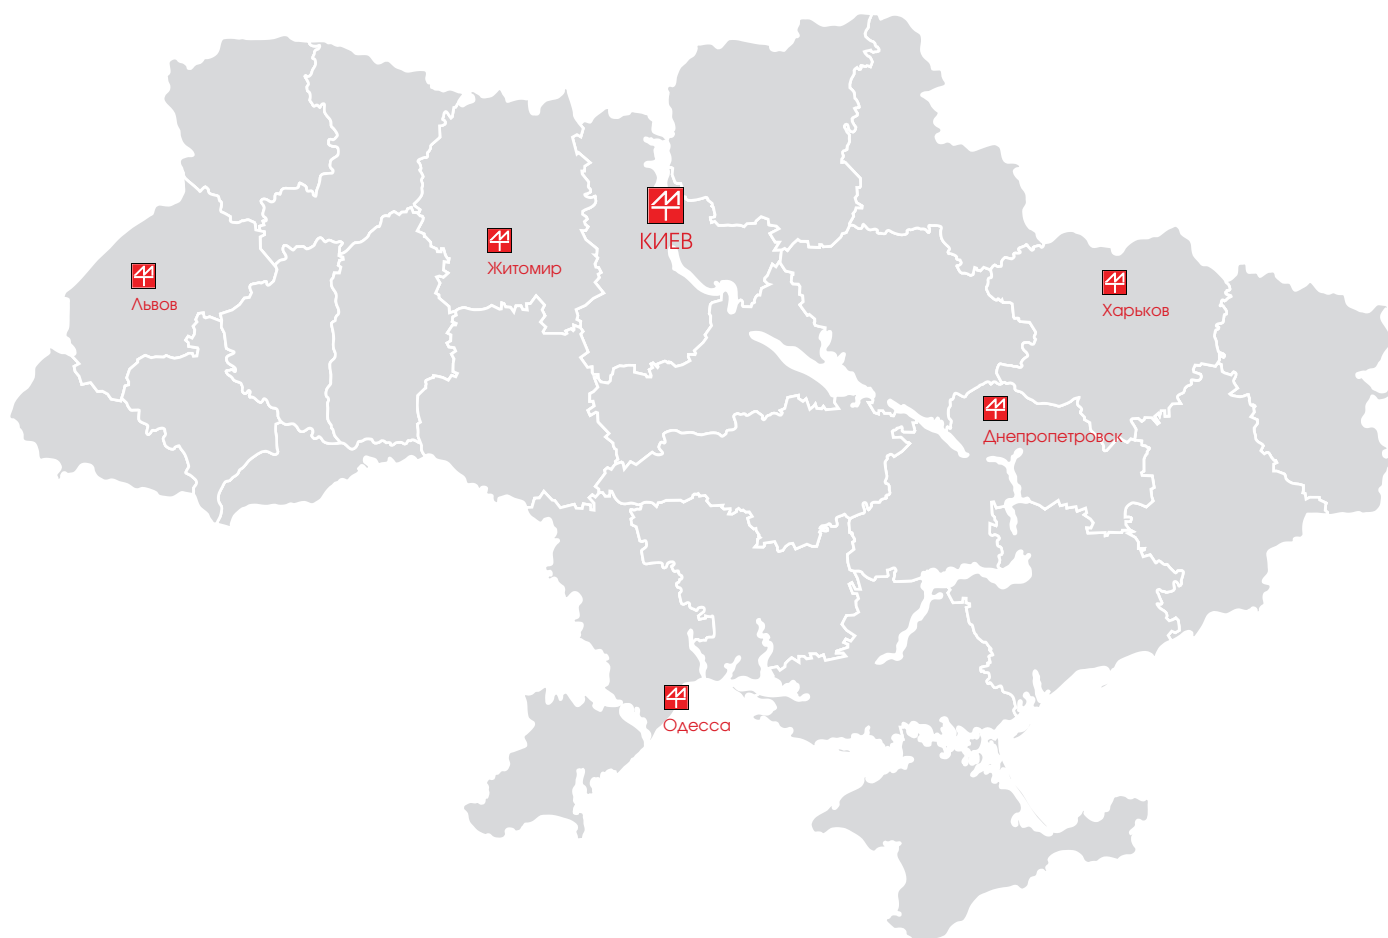 КИЕВ
Житомир
Львов
Харьков
Днепропетровск
Одесса